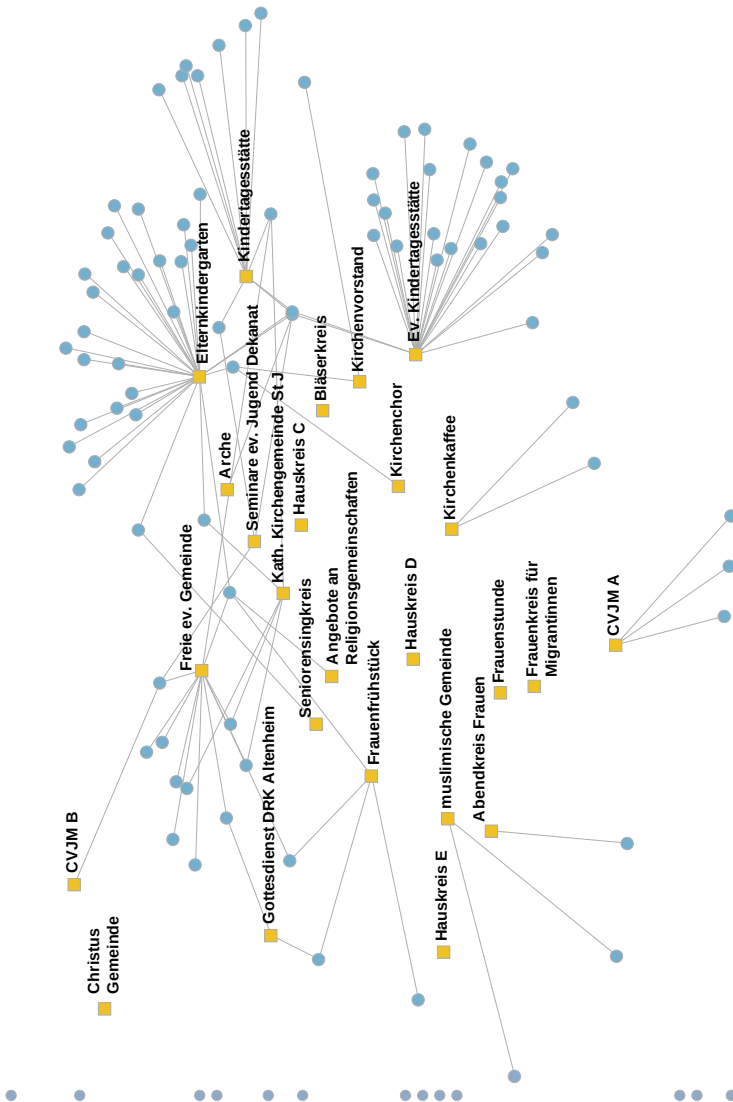 Kindertagesstätte
Elternkindergarten
Ev. Kindertagesstätte
Kirchenvorstand
Bläserkreis
Seminare ev. Jugend Dekanat
Kath. Kirchengemeinde St J
Arche
Hauskreis C
Kirchenchor
Kirchenkaffee
Freie ev. Gemeinde
Seniorensingkreis
Angebote an
Religionsgemeinschaften
Hauskreis D
Frauenstunde
Frauenkreis für
Migrantinnen
CVJM A
Frauenfrühstück
muslimische Gemeinde
Abendkreis Frauen
Gottesdienst DRK Altenheim
CVJM B
Hauskreis E
Christus
Gemeinde